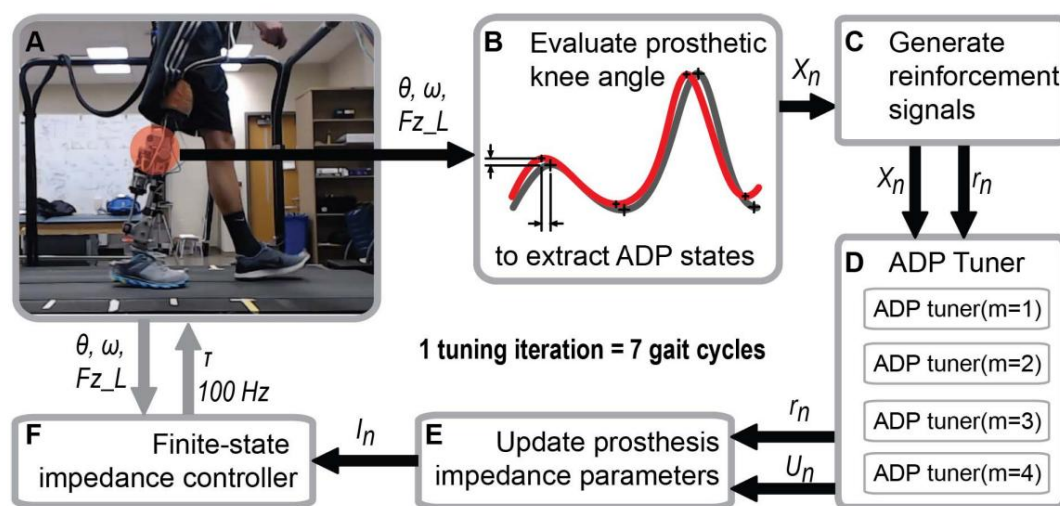 A
B
Evaluate prosthetic
knee angle
to extract ADP states
C
Generate
reinforcement
signals
θ, ω,
Fz_L
Xn
Xn
rn
D
ADP Tuner
ADP tuner(m=1)
ADP tuner(m=2)
ADP tuner(m=3)
ADP tuner(m=4)
1 tuning iteration = 7 gait cycles
θ, ω,
Fz_L
τ
100 Hz
rn
Un
E
Update prosthesis
impedance parameters
In
F
Finite-state
impedance controller